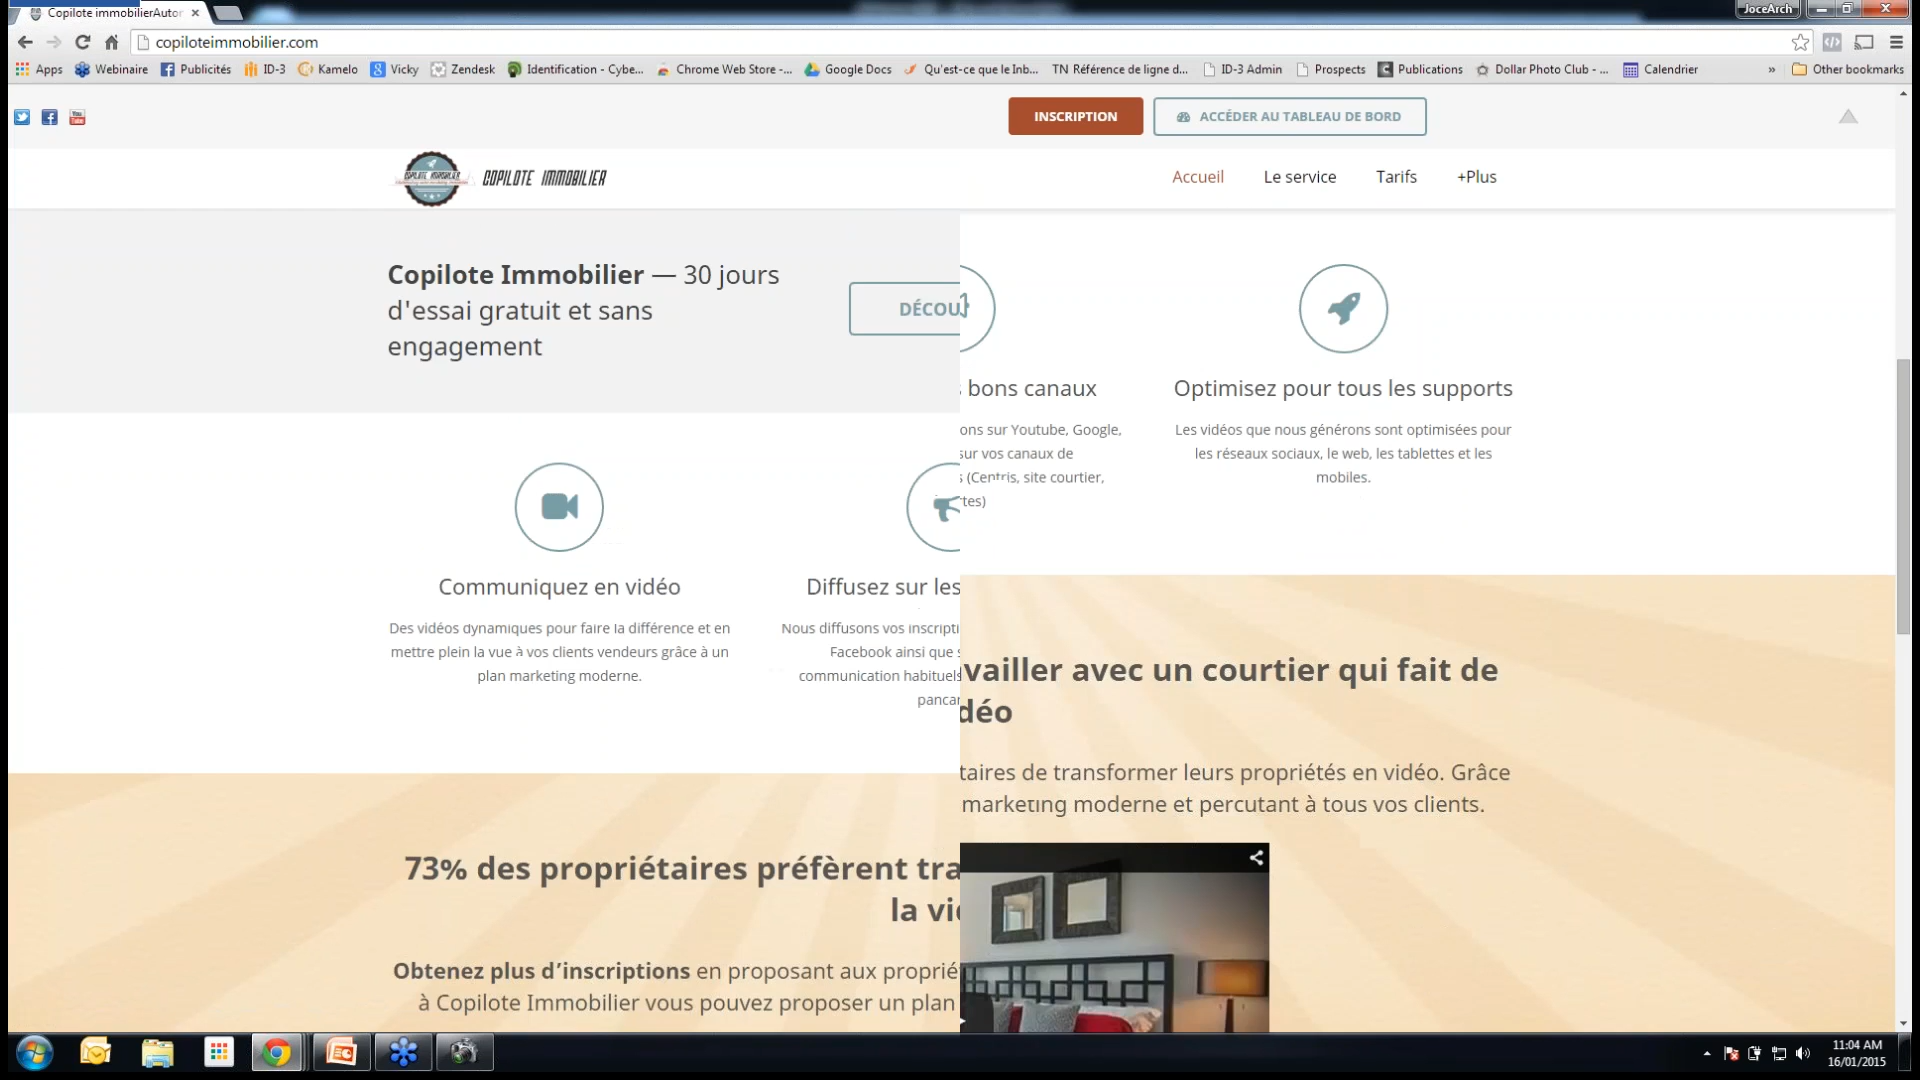 Copilote immobilierAutor
JoceArch
copiloteimmobilier.com
Apps
Webinaire
Publicités
ID-3
Kamelo
Vicky
Zendesk
Identification - Cybe...
Chrome Web Store -...
Google Docs
Qu'est-ce que le Inb...
TN Référence de ligne d...
ID-3 Admin
Prospects
Publications
Dollar Photo Club - ...
Calendrier
»
Other bookmarks
INSCRIPTION
ACCÉDER AU TABLEAU DE BORD
COPILOTE IMMOBILIER
COPILOTE IMMOBILIER
Accueil
Le service
Tarifs
+Plus
Copilote Immobilier — 30 jours
d'essai gratuit et sans
engagement
DÉCOU
Communiquez en vidéo
Des vidéos dynamiques pour faire la différence et en
mettre plein la vue à vos clients vendeurs grâce à un
plan marketing moderne.
Diffusez sur les
Nous diffusons vos inscripti
Facebook ainsi que s
communication habituels
pancar
73% des propriétaires préfèrent tra
la vi
Obtenez plus d'inscriptions en proposant aux proprié
à Copilote Immobilier vous pouvez proposer un plan
s bons canaux
ons sur Youtube, Google,
sur vos canaux de
s (Centris, site courtier,
tes)
Optimisez pour tous les supports
Les vidéos que nous générons sont optimisées pour
les réseaux sociaux, le web, les tablettes et les
mobiles.
vailler avec un courtier qui fait de
déo
taires de transformer leurs propriétés en vidéo. Grâce
marketing moderne et percutant à tous vos clients.
11:04 AM
16/01/2015